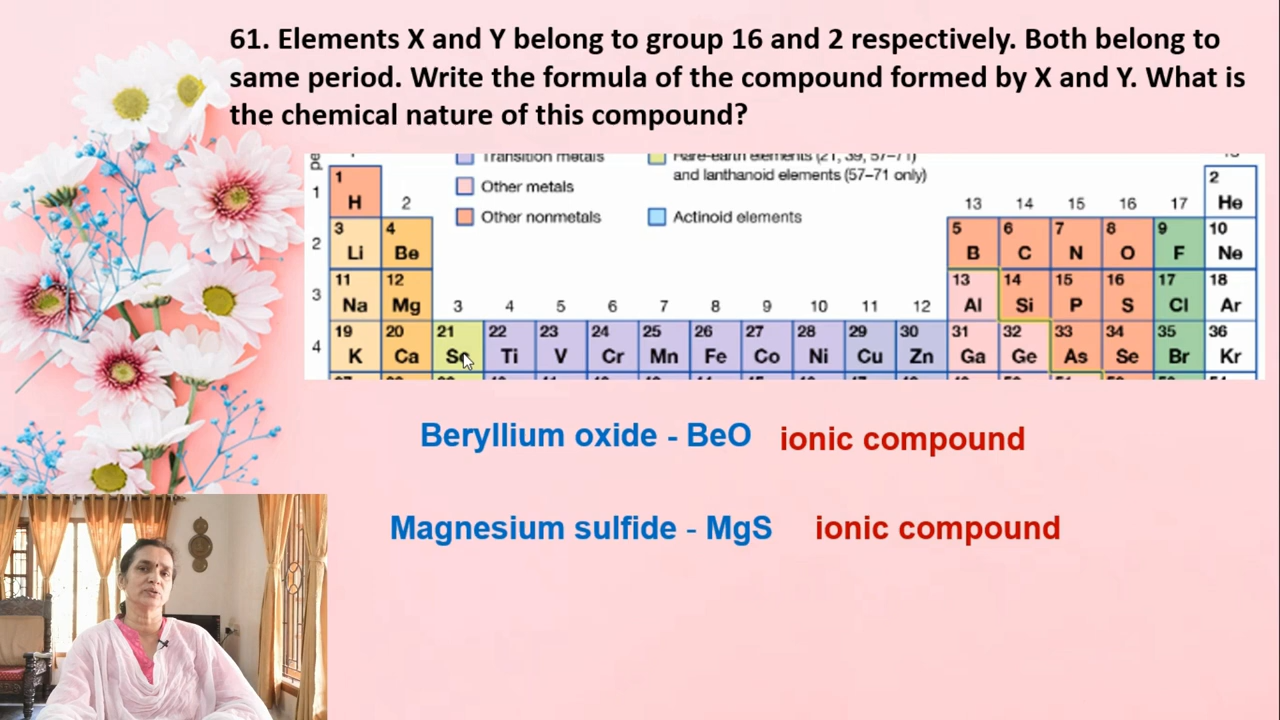 61. Elements X and Y belong to group 16 and 2 respectively. Both belong to
same period. Write the formula of the compound formed by X and Y. What is
the chemical nature of this compound?
Transition metals Rare-earth elements (21, 39, 57–71)
and lanthanoid elements (57–71 only)
Other metals
Other nonmetals Actinoid elements
1 1 2
H 2 13 14 15 16 17 He
2 3 4 5 6 7 8 9 10
Li Be B C N O F Ne
3 11 12 13 14 15 16 17 18
Na Mg 3 4 5 6 7 8 9 10 11 12 Al Si P S Cl Ar
4 19 20 21 22 23 24 25 26 27 28 29 30 31 32 33 34 35 36
K Ca Sc Ti V Cr Mn Fe Co Ni Cu Zn Ga Ge As Se Br Kr
Beryllium oxide - BeO ionic compound
Magnesium sulfide - MgS ionic compound